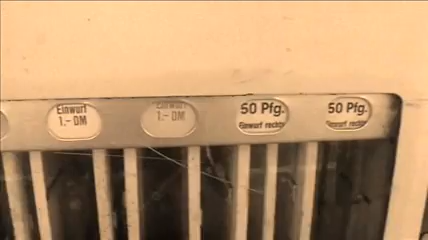 Einwurf
1.- DM
Einwurf
1.- DM
50 Pfg.
Einwurf rechts
50 Pfg.
Einwurf rechts